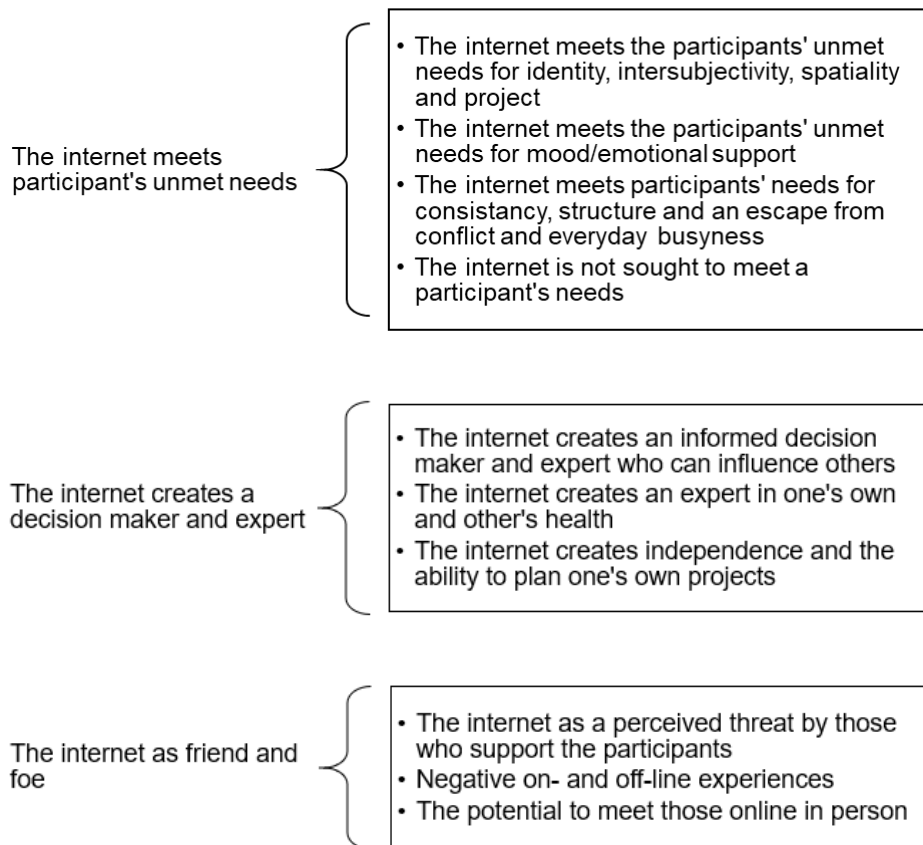 The internet meets
participant's unmet needs
• The internet meets the participants' unmet
needs for identity, intersubjectivity, spatiality
and project
• The internet meets the participants' unmet
needs for mood/emotional support
• The internet meets participants' needs for
consistancy, structure and an escape from
conflict and everyday busyness
• The internet is not sought to meet a
participant's needs
The internet creates a
decision maker and expert
• The internet creates an informed decision
maker and expert who can influence others
• The internet creates an expert in one's own
and other's health
• The internet creates independence and the
ability to plan one's own projects
The internet as friend and
foe
• The internet as a perceived threat by those
who support the participants
• Negative on- and off-line experiences
• The potential to meet those online in person